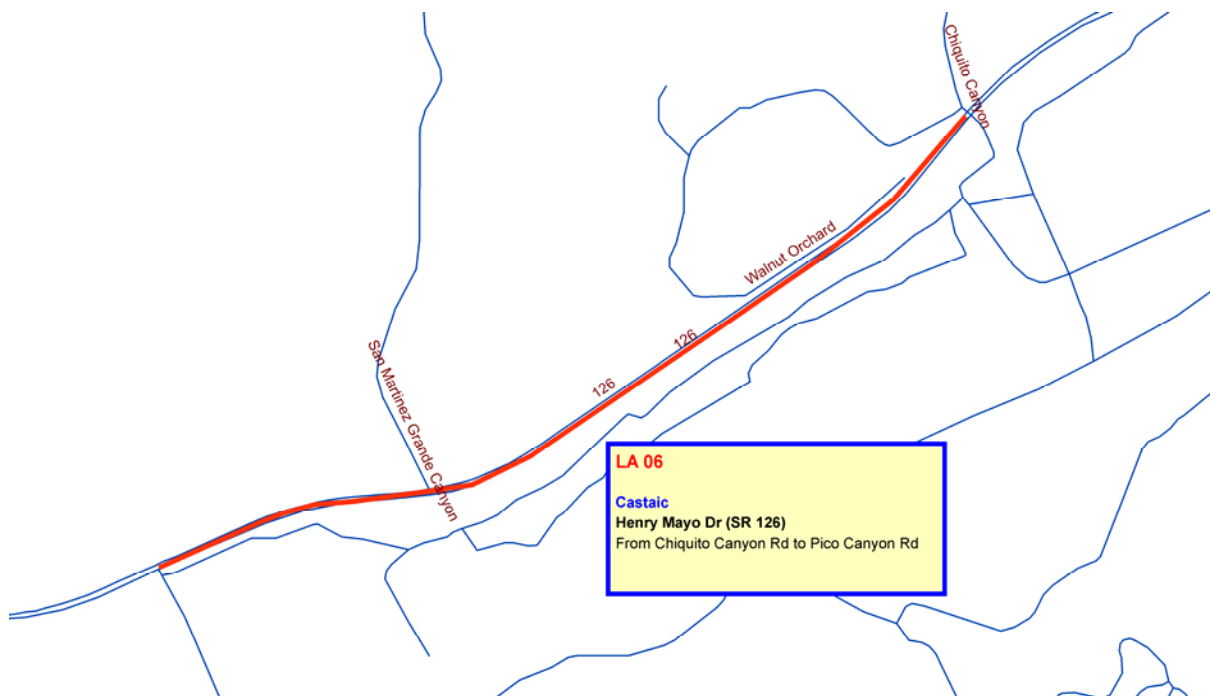 Chiquito Canyon
Walnut Orchard
126
126
San Martinez Grande Canyon
LA 06
Castaic
Henry Mayo Dr (SR 126)
From Chiquito Canyon Rd to Pico Canyon Rd